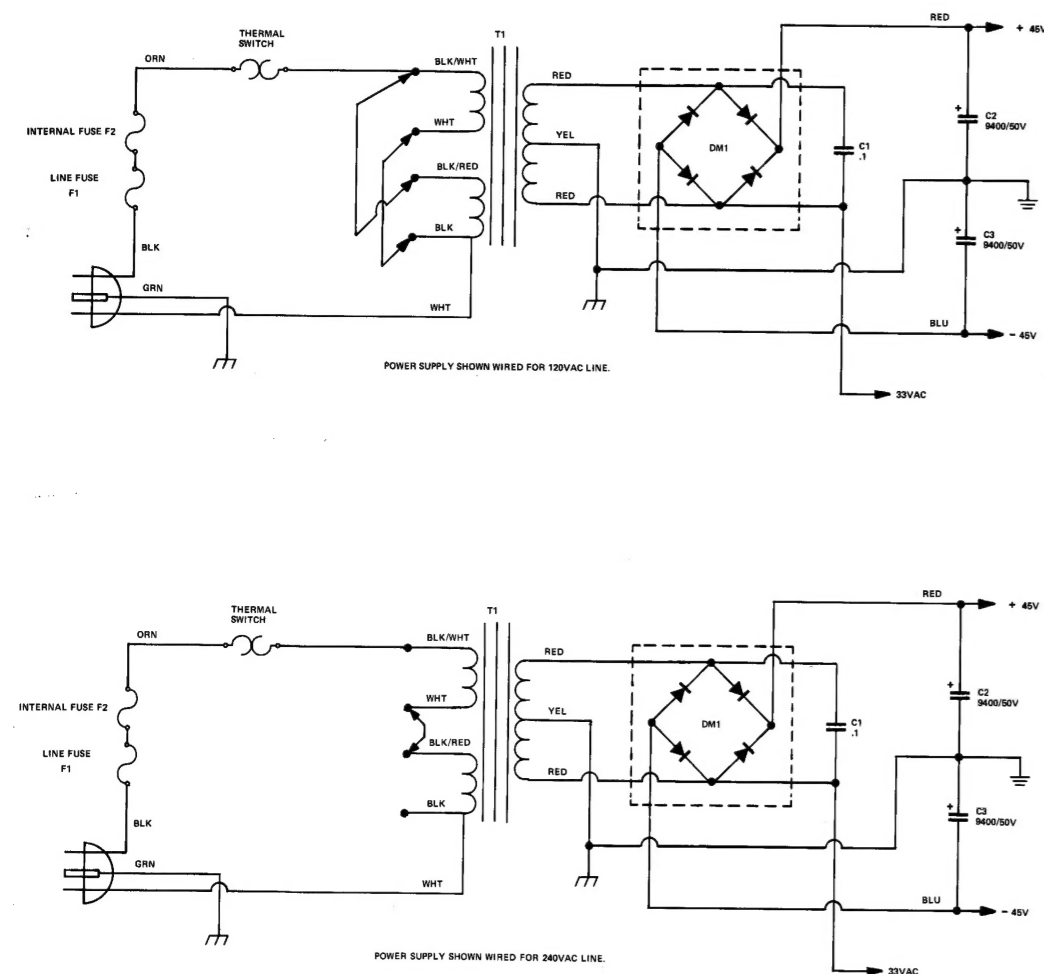 RED
+ 45V
T1
THERMAL
SWITCH
ORN
BLK/WHT
RED
INTERNAL FUSE F2
WHT
YEL
DM1
C1
.1
+
C2
9400/50V
LINE FUSE
F1
BLK/RED
RED
BLK
+
C3
9400/50V
BLK
GRN
WHT
BLU
- 45V
POWER SUPPLY SHOWN WIRED FOR 120VAC LINE.
33VAC
RED
+ 45V
T1
THERMAL
SWITCH
ORN
BLK/WHT
RED
INTERNAL FUSE F2
WHT
YEL
DM1
C1
.1
+
C2
9400/50V
LINE FUSE
F1
BLK/RED
RED
BLK
+
C3
9400/50V
BLK
GRN
WHT
BLU
- 45V
POWER SUPPLY SHOWN WIRED FOR 240VAC LINE.
33VAC